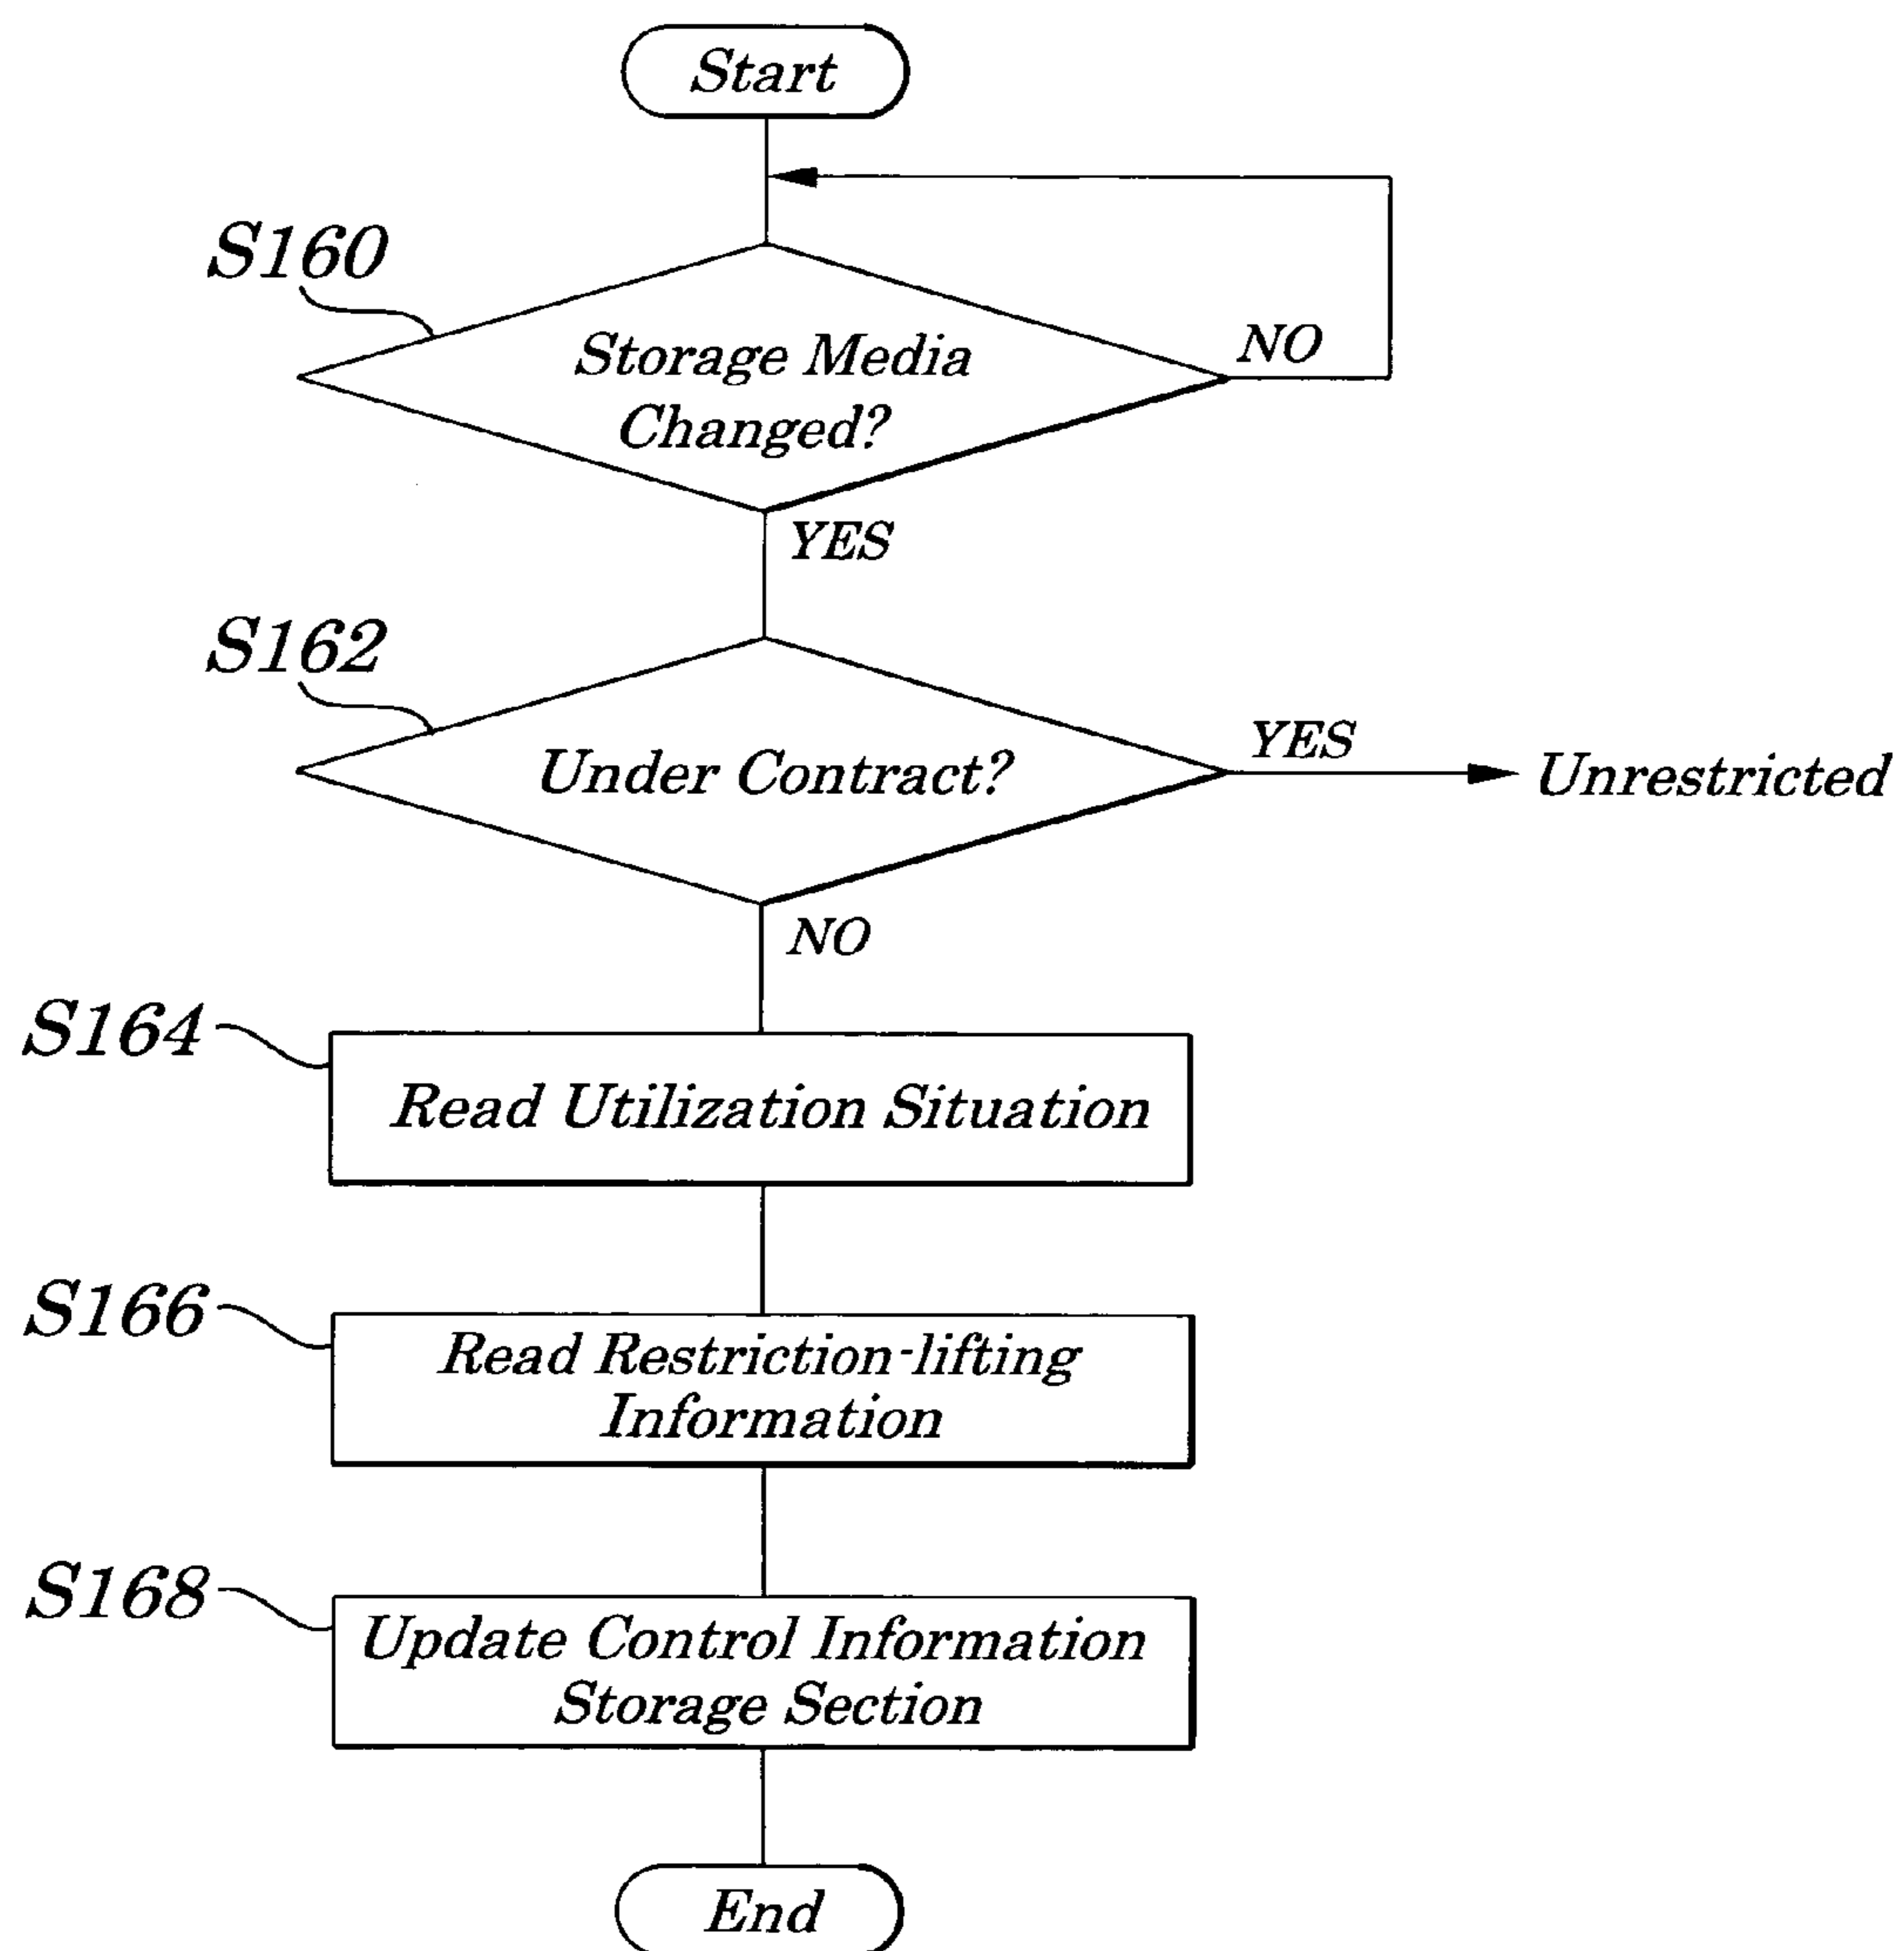 Start
S160
Storage Media
Changed?
NO
YES
S162
Under Contract?
YES
Unrestricted
NO
S164
Read Utilization Situation
S166
Read Restriction-lifting
Information
S168
Update Control Information
Storage Section
End